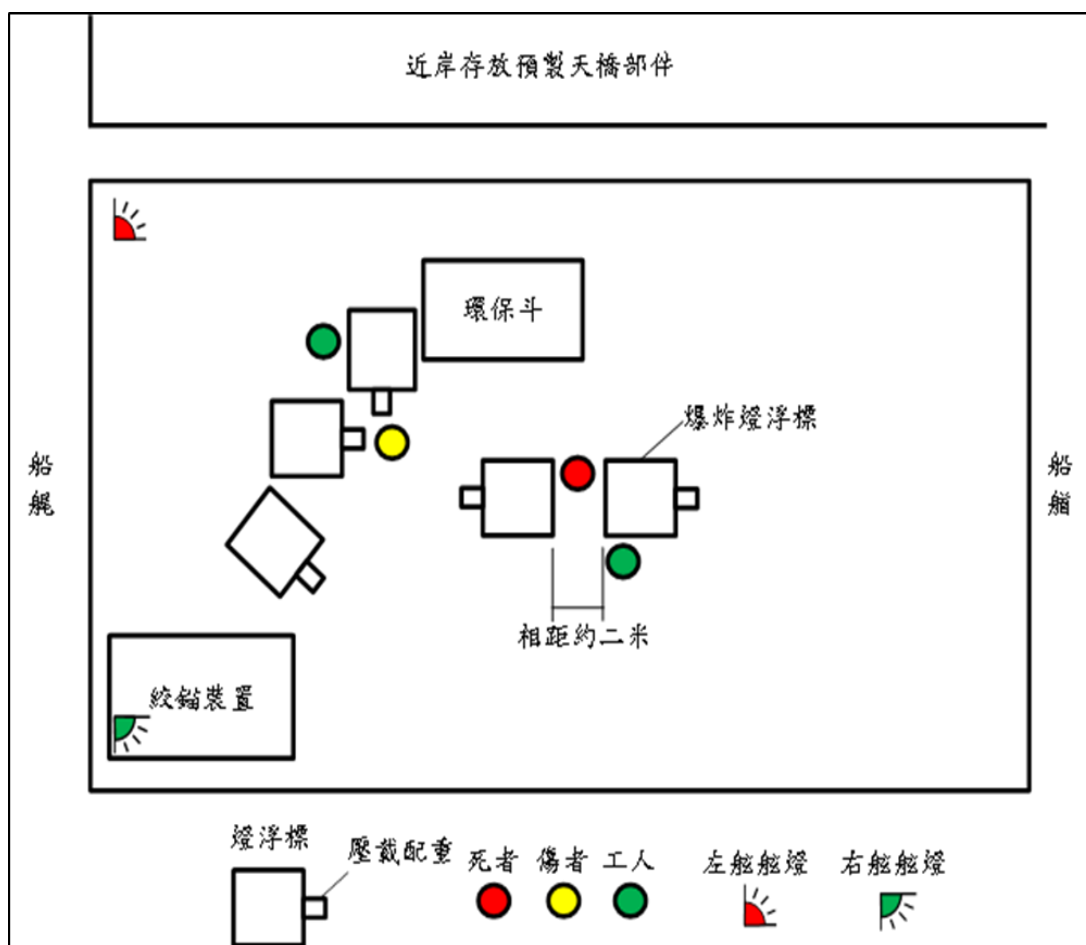 近岸存放預製天橋部件
環保斗
爆炸燈浮標
船
艉
船
艏
相距約二米
絞錨裝置
燈浮標
壓載配重
死者
傷者
工人
左舷舷燈
右舷舷燈